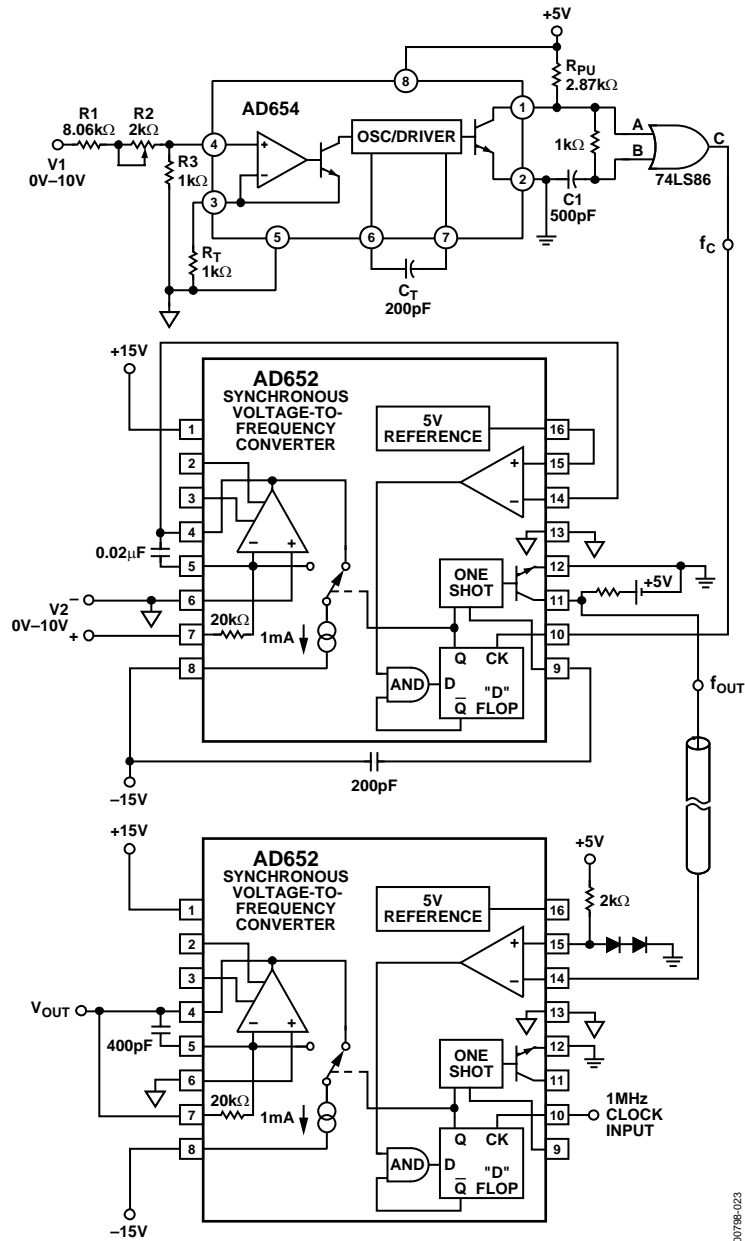 +5V
RPU
2.87kΩ
8
1
AD654
R1
8.06kΩ
R2
2kΩ
OSC/DRIVER
4
+
–
A
B
C
1kΩ
74LS86
V1
0V–10V
R3
1kΩ
3
2
C1
500pF
RT
1kΩ
5
6
7
CT
200pF
fC
+15V
AD652
SYNCHRONOUS
VOLTAGE-TO-
FREQUENCY
CONVERTER
5V
REFERENCE
1
2
3
4
5
6
7
8
16
15
14
13
12
11
10
9
+
–
–
+
0.02μF
V2
0V–10V
–
+
20kΩ
1mA
ONE
SHOT
+5V
AND
D
Q
CK
Q
"D"
FLOP
fOUT
200pF
–15V
+15V
AD652
SYNCHRONOUS
VOLTAGE-TO-
FREQUENCY
CONVERTER
5V
REFERENCE
+5V
2kΩ
1
2
3
4
5
6
7
8
16
15
14
13
12
11
10
9
+
–
–
+
VOUT
400pF
20kΩ
1mA
ONE
SHOT
1MHz
CLOCK
INPUT
AND
D
Q
CK
Q
"D"
FLOP
–15V
00798-023